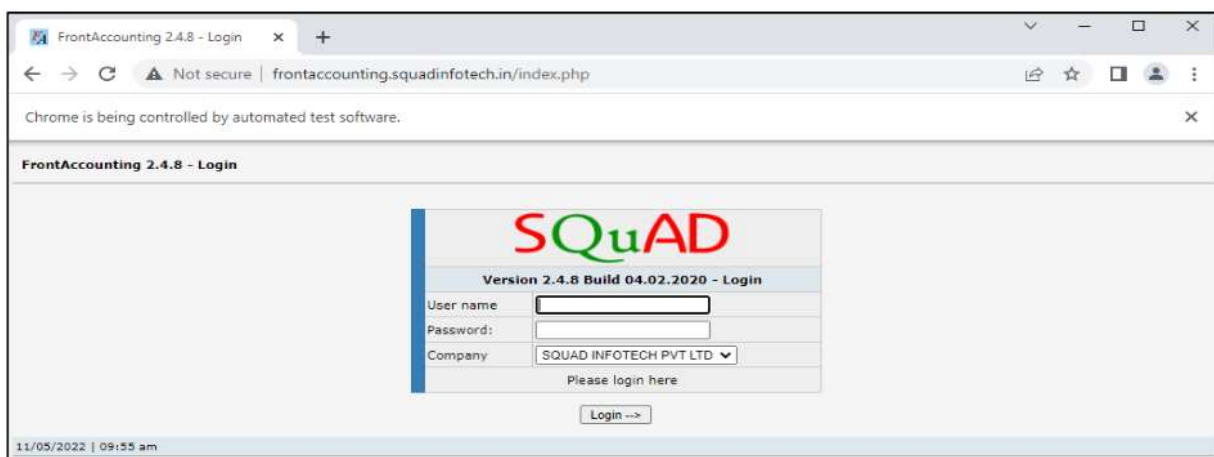 FrontAccounting 2.4.8 - Login
Not secure | frontaccounting.squadinfotech.in/index.php
Chrome is being controlled by automated test software.
FrontAccounting 2.4.8 - Login
SQuAD
Version 2.4.8 Build 04.02.2020 - Login
User name
Password:
Company SQUAD INFOTECH PVT LTD
Please login here
Login -->
11/05/2022 | 09:55 am